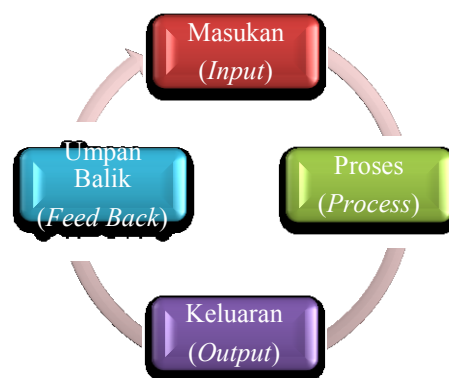 Masukan
(Input)
Proses
(Process)
Keluaran
(Output)
Umpan
Balik
(Feed Back)